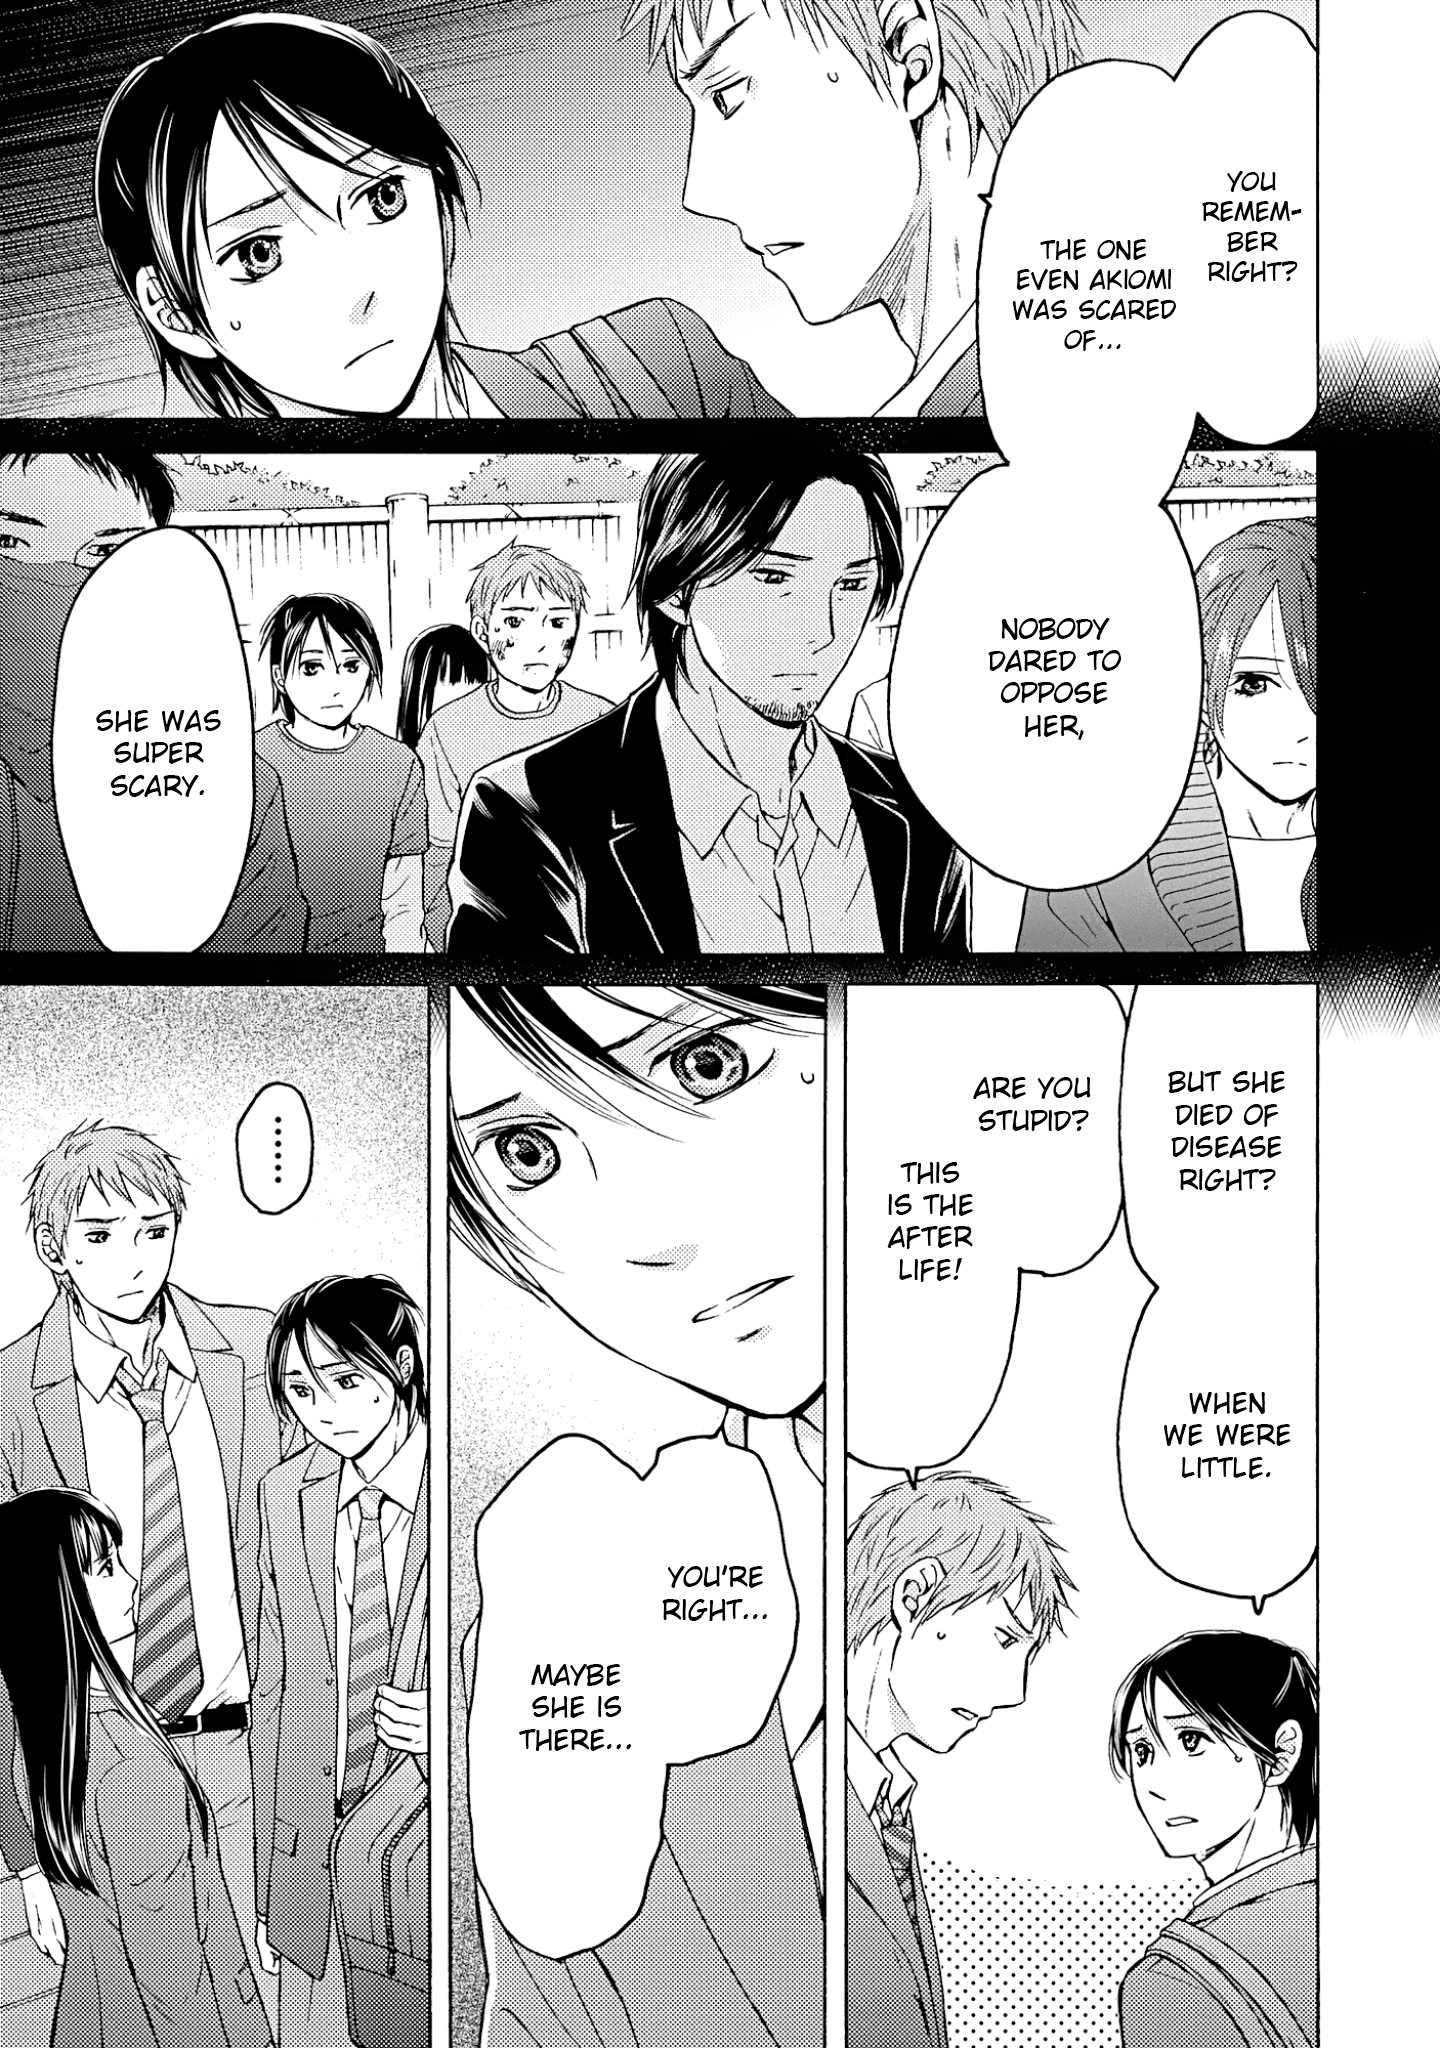 YOU
REMEM-
BER
RIGHT?
THE ONE
EVEN AKIOMI
WAS SCARED
OF...
NOBODY
DARED TO
OPPOSE
HER,
SHE WAS
SUPER
SCARY.
BUT SHE
DIED OF
DISEASE
RIGHT?
WHEN
WE WERE
LITTLE.
ARE YOU
STUPID?
THIS
IS THE
AFTER
LIFE!
YOU'RE
RIGHT...
MAYBE
SHE IS
THERE...
......